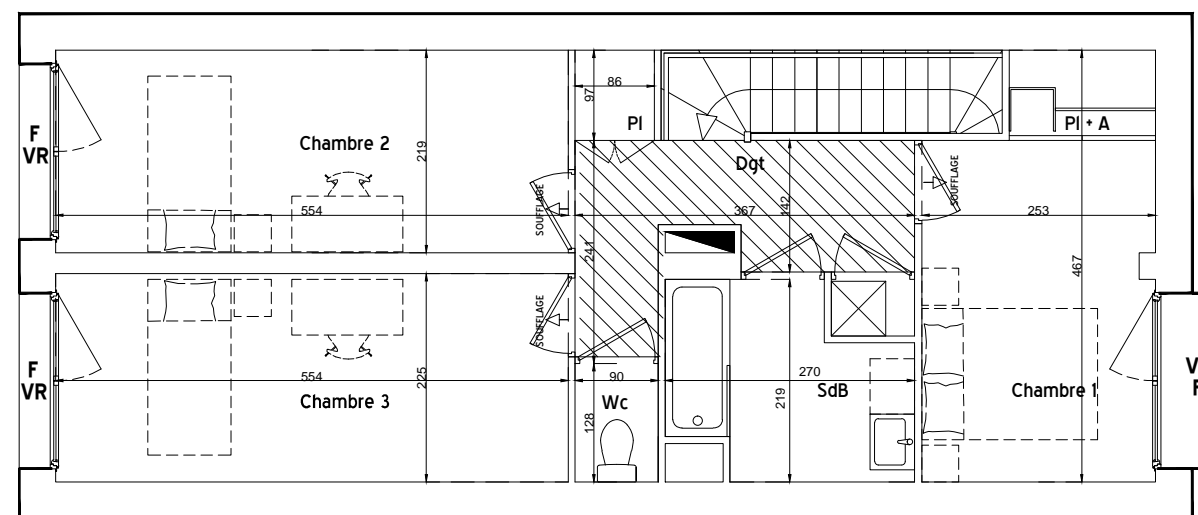 86
97
Pl
Pl + A
F
VR
Chambre 2
219
Dgt
SOUFFLAGE
SOUFFLAGE
554
367
142
253
241
467
SOUFFLAGE
F
VR
554
225
90
270
Chambre 3
Wc
128
219
SdB
Chambre 1
V
F